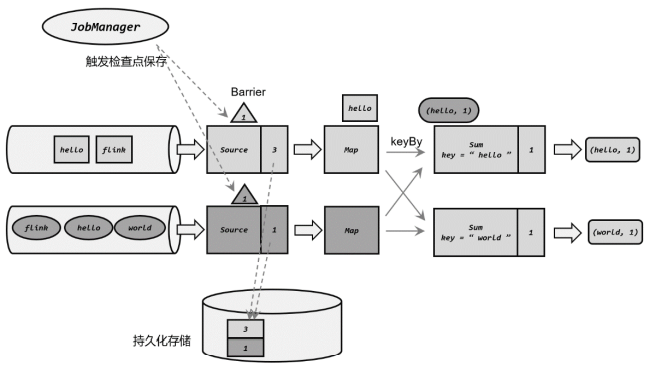 JobManager
触发检查点保存
Barrier
1
hello
(hello, 1)
hello
flink
Source
3
Map
keyBy
Sum
key = “ hello ”
1
(hello, 1)
1
flink
hello
world
Source
1
Map
Sum
key = “ world ”
1
(world, 1)
持久化存储
3
1